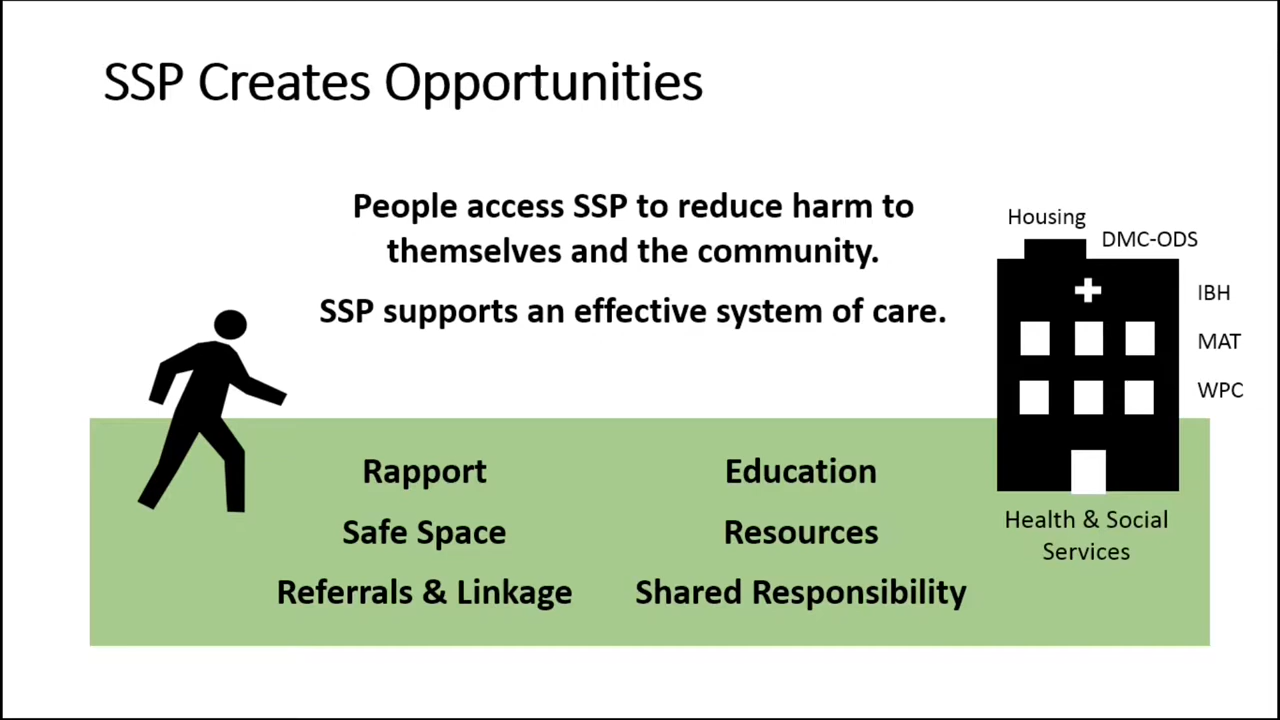 SSP Creates Opportunities
People access SSP to reduce harm to
themselves and the community.
SSP supports an effective system of care.
Housing
DMC-ODS
IBH
MAT
WPC
Rapport
Education
Safe Space
Resources
Referrals & Linkage
Shared Responsibility
Health & Social
Services